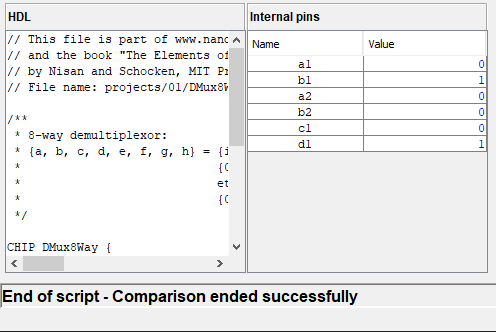 HDL
// This file is part of www.nand
// and the book "The Elements of
// by Nisan and Schocken, MIT Pr
// File name: projects/01/DMux8W
/**
* 8-way demultiplexor:
* {a, b, c, d, e, f, g, h} = {i
* {0
* et
* {0
*/
CHIP DMux8Way {
Internal pins
Name Value
a1 0
b1 1
a2 0
b2 0
c1 0
d1 1
End of script - Comparison ended successfully